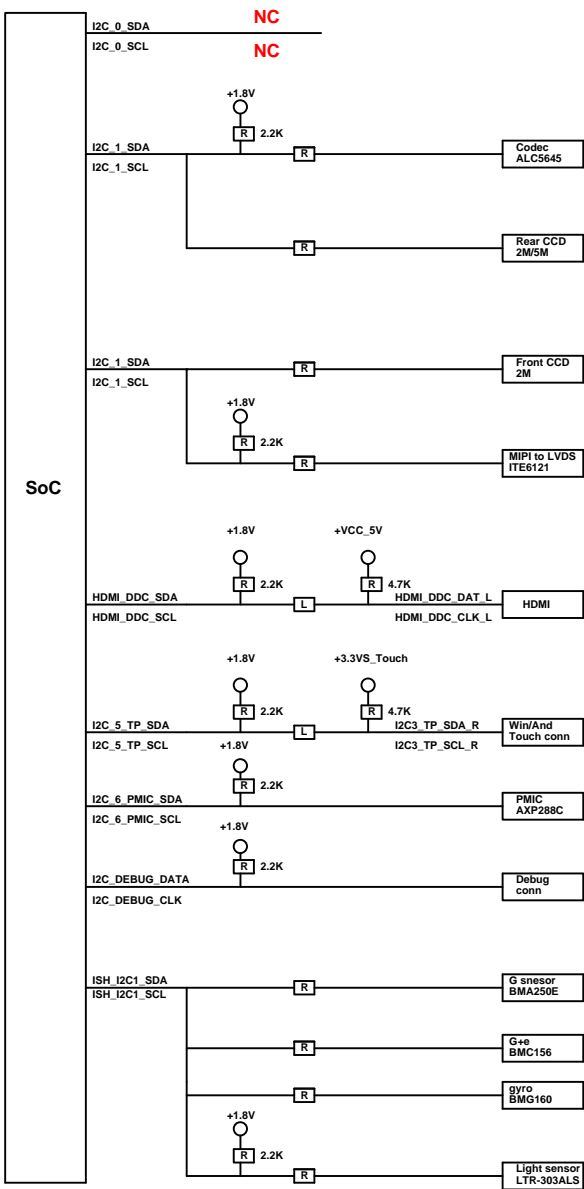 I2C_0_SDA
NC
I2C_0_SCL
NC
+1.8V
R 2.2K
I2C_1_SDA
R
Codec
ALC5645
I2C_1_SCL
R
Rear CCD
2M/5M
I2C_1_SDA
R
Front CCD
2M
I2C_1_SCL
+1.8V
R 2.2K
R
MIPI to LVDS
ITE6121
SoC
+1.8V
+VCC_5V
R 2.2K
R 4.7K
HDMI_DDC_SDA
L
HDMI_DDC_DAT_L
HDMI
HDMI_DDC_SCL
HDMI_DDC_CLK_L
+1.8V
+3.3VS_Touch
R 2.2K
R 4.7K
I2C_5_TP_SDA
L
I2C3_TP_SDA_R
Win/And
Touch conn
I2C_5_TP_SCL
I2C3_TP_SCL_R
+1.8V
R 2.2K
I2C_6_PMIC_SDA
PMIC
AXP288C
I2C_6_PMIC_SCL
+1.8V
R 2.2K
I2C_DEBUG_DATA
Debug
conn
I2C_DEBUG_CLK
ISH_I2C1_SDA
R
G snesor
BMA250E
ISH_I2C1_SCL
R
G+e
BMC156
R
gyro
BMG160
+1.8V
R 2.2K
R
Light sensor
LTR-303ALS